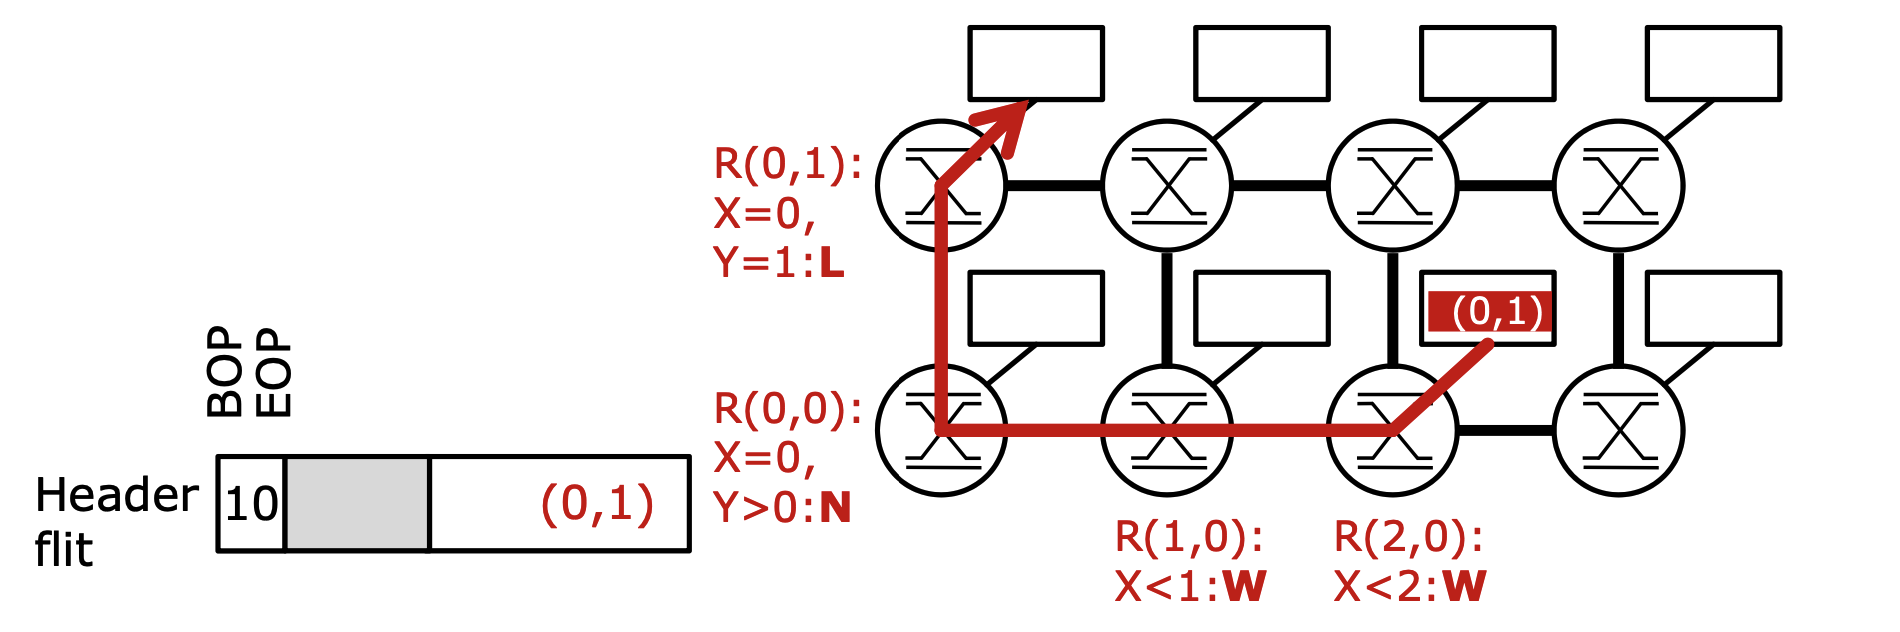 R(0,1):
X=0,
Y=1:L
(0,1)
BOP
EOP
Header
flit
10
(0,1)
R(0,0):
X=0,
Y>0:N
R(1,0):
X<1:W
R(2,0):
X<2:W